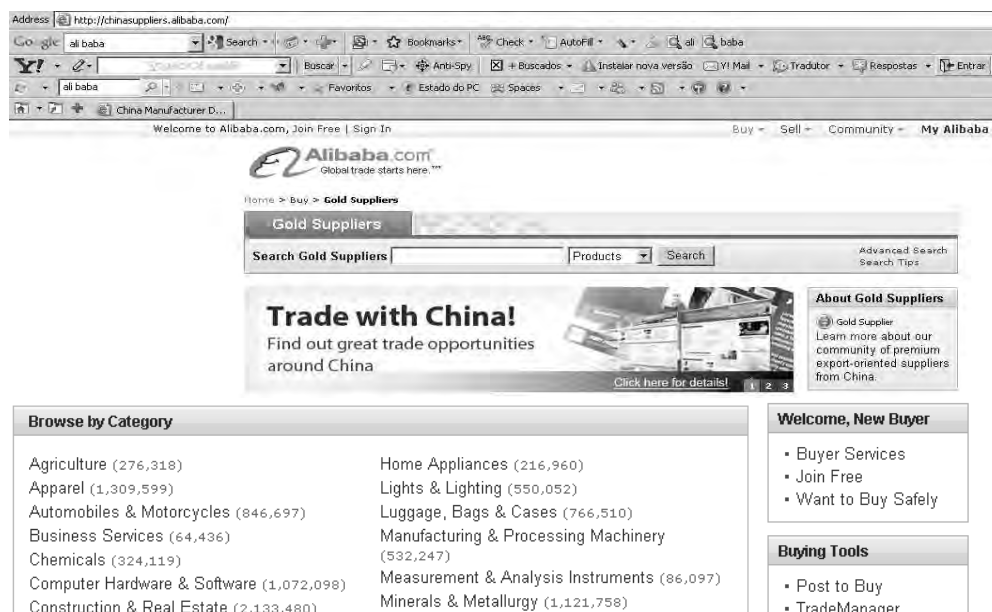 Address http://chinasuppliers.alibaba.com/
Google ali baba Search Bookmarks Check AutoFill ali baba
Y! Buscar Anti-Spy + Buscados Instalar nova versão Y! Mail Tradutor Respostas Entrar
ali baba Favoritos Estado do PC Spaces
China Manufacturer D...
Welcome to Alibaba.com, Join Free | Sign In Buy Sell Community My Alibaba
Alibaba.com
Global trade starts here.™
Home > Buy > Gold Suppliers
Gold Suppliers
Search Gold Suppliers Products Search Advanced Search
Search Tips
Trade with China!
Find out great trade opportunities
around China
Click here for details! 1 2 3
About Gold Suppliers
Gold Supplier
Learn more about our
community of premium
export-oriented suppliers
from China.
Browse by Category
Agriculture (276,318)
Apparel (1,309,599)
Automobiles & Motorcycles (846,697)
Business Services (64,436)
Chemicals (324,119)
Computer Hardware & Software (1,072,098)
Construction & Real Estate (2,133,480)
Home Appliances (216,960)
Lights & Lighting (550,052)
Luggage, Bags & Cases (766,510)
Manufacturing & Processing Machinery
(532,247)
Measurement & Analysis Instruments (86,097)
Minerals & Metallurgy (1,121,758)
Welcome, New Buyer
▪ Buyer Services
▪ Join Free
▪ Want to Buy Safely
Buying Tools
▪ Post to Buy
▪ TradeManager